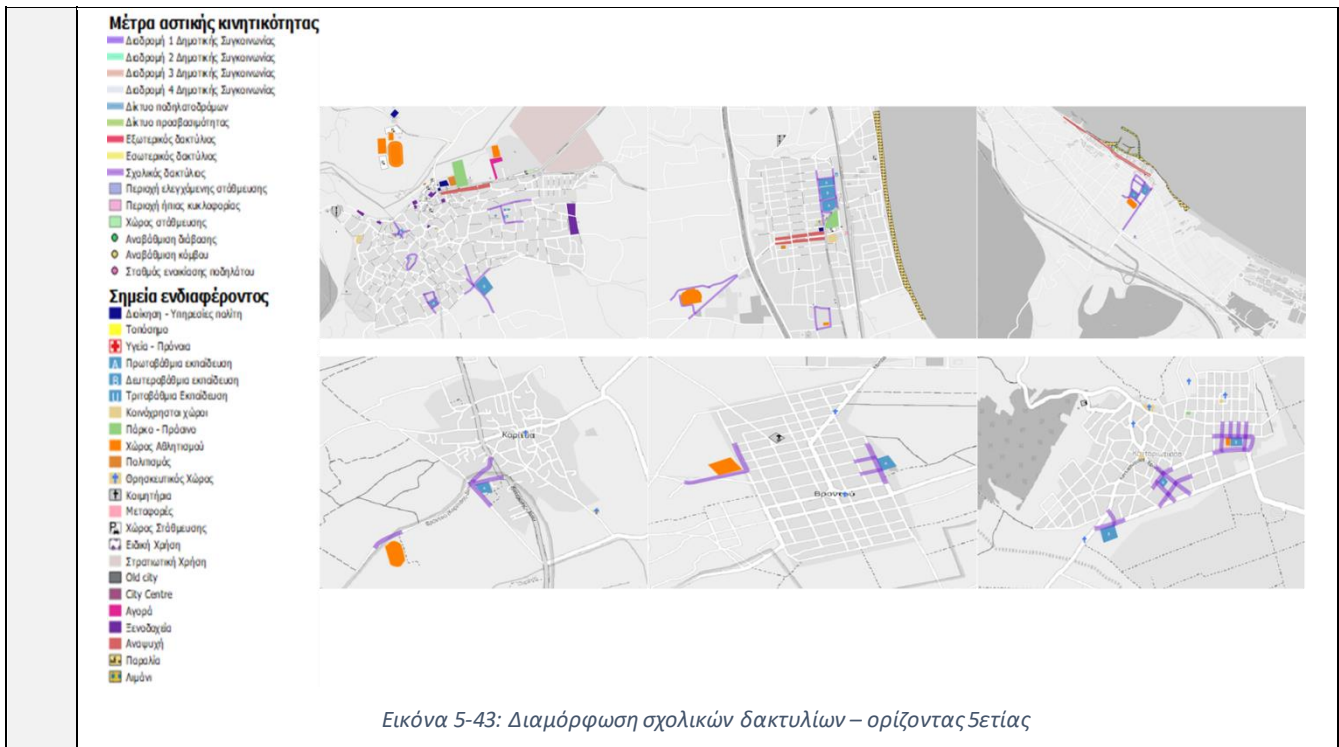 Μέτρα αστικής κινητικότητας
Διαδρομή 1 Δημοτικής Συγκοινωνίας
Διαδρομή 2 Δημοτικής Συγκοινωνίας
Διαδρομή 3 Δημοτικής Συγκοινωνίας
Διαδρομή 4 Δημοτικής Συγκοινωνίας
Δίκτυο ποδηλατοδρόμων
Δίκτυο προσβασιμότητας
Εξωτερικός δακτύλιος
Εσωτερικός δακτύλιος
Σχολικός δακτύλιος
Περιοχή ελεγχόμενης στάθμευσης
Περιοχή ήπιας κυκλοφορίας
Χώρος στάθμευσης
Αναβάθμιση διάβασης
Αναβάθμιση κόμβου
Σταθμός ενοικίασης ποδηλάτου
Σημεία ενδιαφέροντος
Διοίκηση - Υπηρεσίες πολίτη
Τοπόσημο
Υγεία - Πρόνοια
Α Πρωτοβάθμια εκπαίδευση
Β Δευτεροβάθμια εκπαίδευση
Τριτοβάθμια Εκπαίδευση
Κοινόχρηστοι χώροι
Πάρκο - Πράσινο
Χώρος Αθλητισμού
Πολιτισμός
Θρησκευτικός Χώρος
Κοιμητήρια
Μεταφορές
P Χώρος Στάθμευσης
Ειδική Χρήση
Στρατιωτική Χρήση
Old city
City Centre
Αγορά
Ξενοδοχεία
Αναψυχή
Παραλία
Λιμάνι
Καρίτσα
Βροντού
Εικόνα 5-43: Διαμόρφωση σχολικών δακτυλίων – ορίζοντας 5ετίας